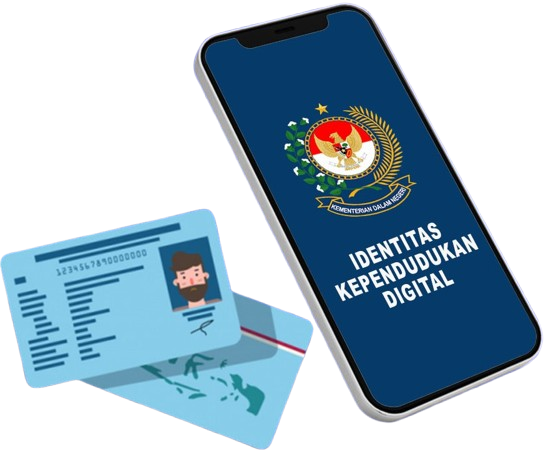 KEMENTERIAN DALAM NEGERI
IDENTITAS
KEPENDUDUKAN
DIGITAL
1234567890000000